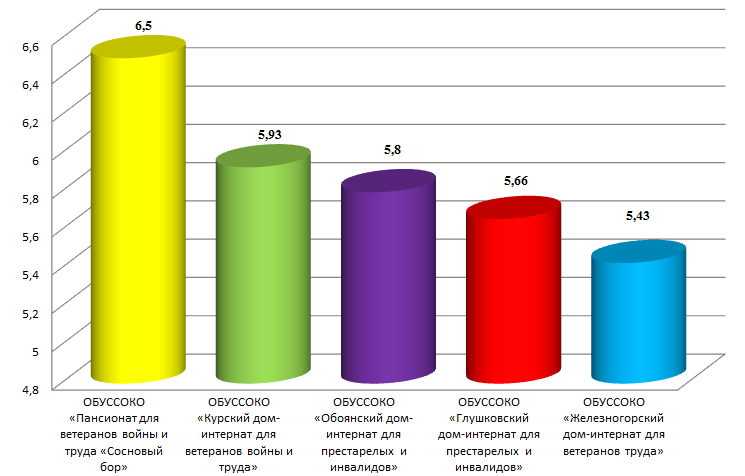 6,5
5,93
5,8
5,66
5,43
6,6
6,4
6,2
6
5,8
5,6
5,4
5,2
5
4,8
ОБУССОКО
«Пансионат для
ветеранов войны и
труда «Сосновый
бор»
ОБУССОКО
«Курский дом-
интернат для
ветеранов войны и
труда»
ОБУССОКО
«Обоянский дом-
интернат для
престарелых и
инвалидов»
ОБУССОКО
«Глушковский
дом-интернат для
престарелых и
инвалидов»
ОБУССОКО
«Железногорский
дом-интернат для
ветеранов труда»